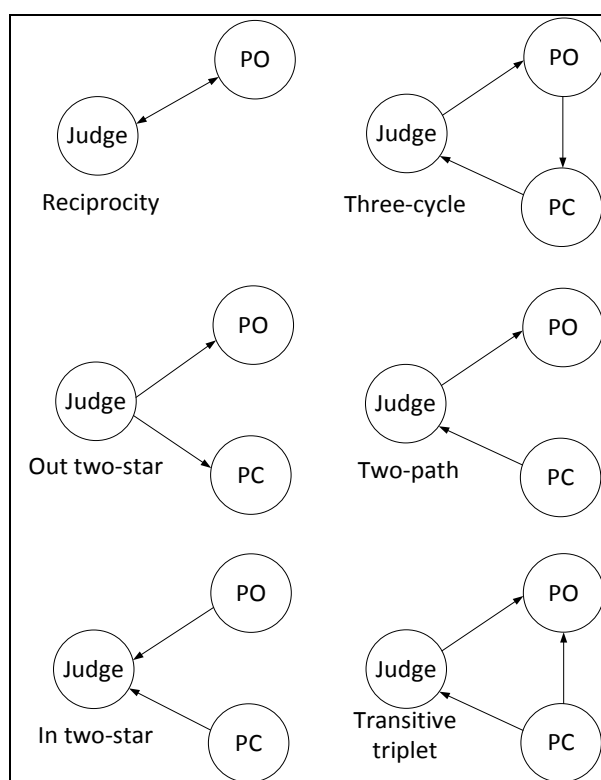 PO
Judge
Reciprocity
PO
Judge
PC
Three-cycle
PO
Judge
PC
Out two-star
PO
Judge
PC
Two-path
PO
Judge
PC
In two-star
PO
Judge
PC
Transitive
triplet